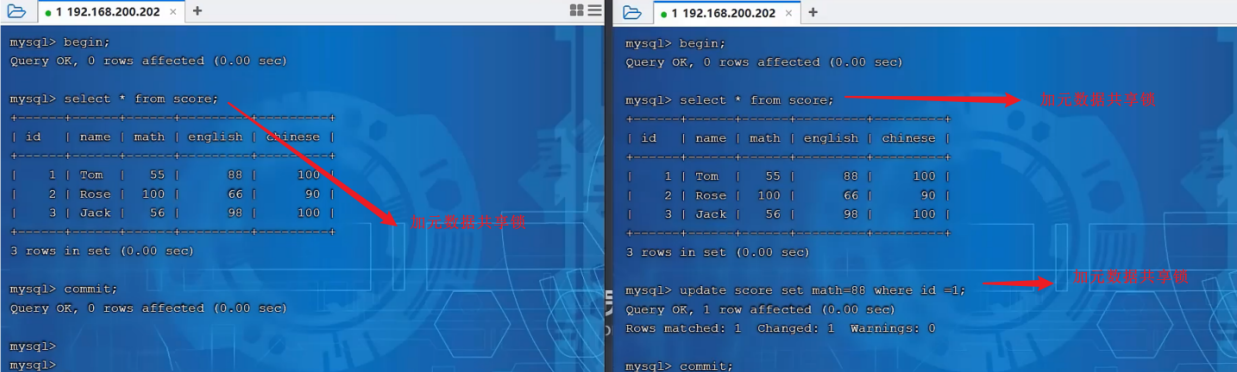 1 192.168.200.202 × +
mysql> begin;
Query OK, 0 rows affected (0.00 sec)
mysql> select * from score;
+------+------+------+---------+---------+
| id | name | math | english | chinese |
+------+------+------+---------+---------+
| 1 | Tom | 55 | 88 | 100 |
| 2 | Rose | 100 | 66 | 90 |
| 3 | Jack | 56 | 98 | 100 |
+------+------+------+---------+---------+
加元数据共享锁
3 rows in set (0.00 sec)
mysql> commit;
Query OK, 0 rows affected (0.00 sec)
mysql>
mysql>
1 192.168.200.202 × +
mysql> begin;
Query OK, 0 rows affected (0.00 sec)
mysql> select * from score; 加元数据共享锁
+------+------+------+---------+---------+
| id | name | math | english | chinese |
+------+------+------+---------+---------+
| 1 | Tom | 55 | 88 | 100 |
| 2 | Rose | 100 | 66 | 90 |
| 3 | Jack | 56 | 98 | 100 |
+------+------+------+---------+---------+
3 rows in set (0.00 sec)
mysql> update score set math=88 where id =1; 加元数据共享锁
Query OK, 1 row affected (0.00 sec)
Rows matched: 1 Changed: 1 Warnings: 0
mysql> commit;